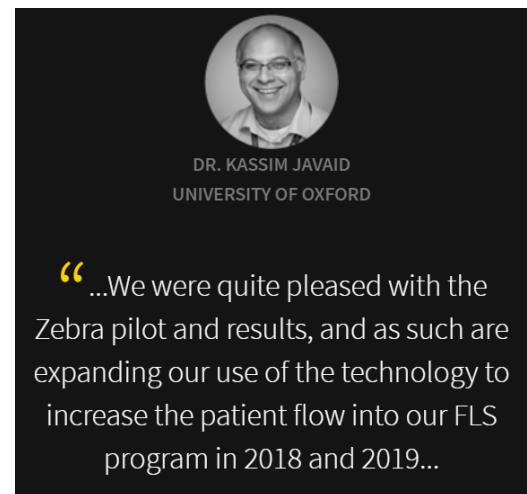 DR. KASSIM JAVAID
UNIVERSITY OF OXFORD
“...We were quite pleased with the
Zebra pilot and results, and as such are
expanding our use of the technology to
increase the patient flow into our FLS
program in 2018 and 2019...